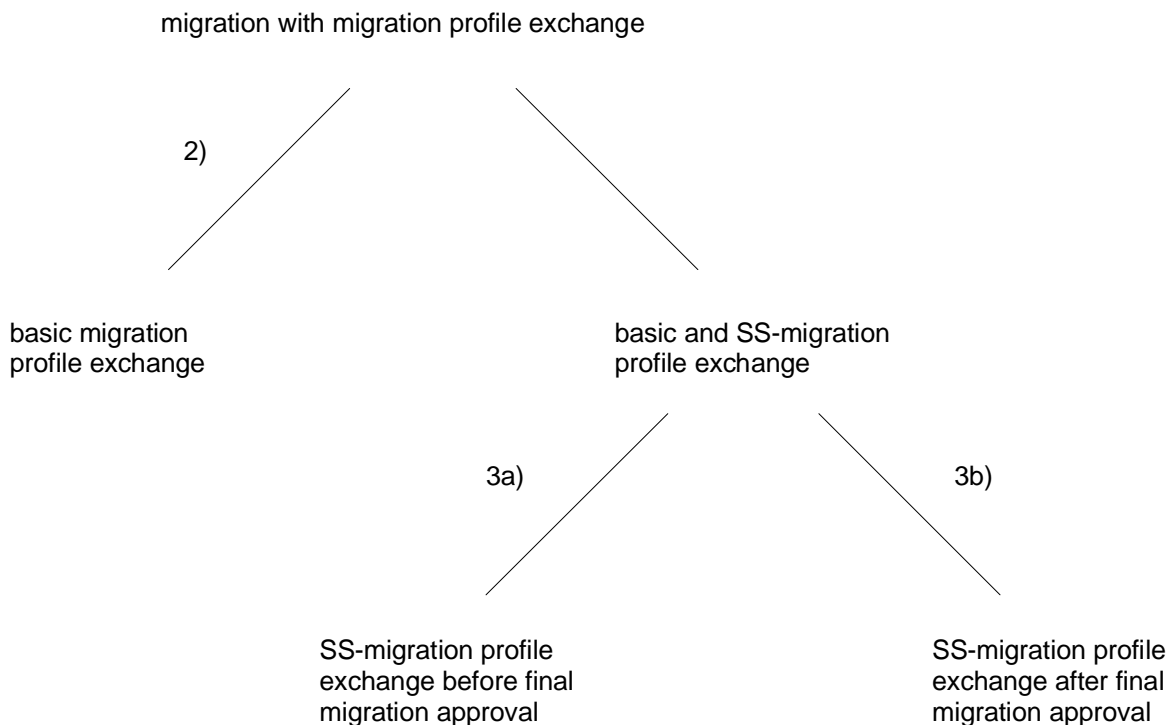 migration with migration profile exchange
2)
basic migration
profile exchange
basic and SS-migration
profile exchange
3a)
3b)
SS-migration profile
exchange before final
migration approval
SS-migration profile
exchange after final
migration approval